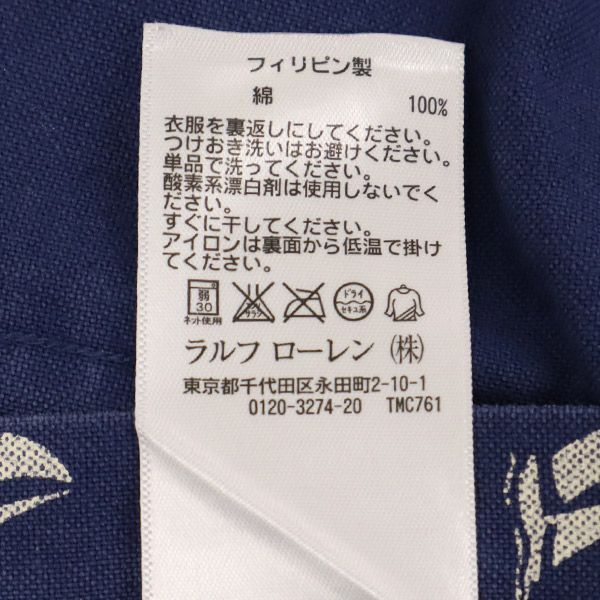 フィリピン製
綿 100%
衣服を裏返しにしてください。
つけおき洗いはお避けください。
単品で洗ってください。
酸素系漂白剤は使用しないでく
ださい。
すぐに干してください。
アイロンは裏面から低温で掛け
てください。
弱 30 エンソ サラシ ドライ セキユ系
ネット使用
ラルフ ローレン (株)
東京都千代田区永田町2-10-1
0120-3274-20 TMC761